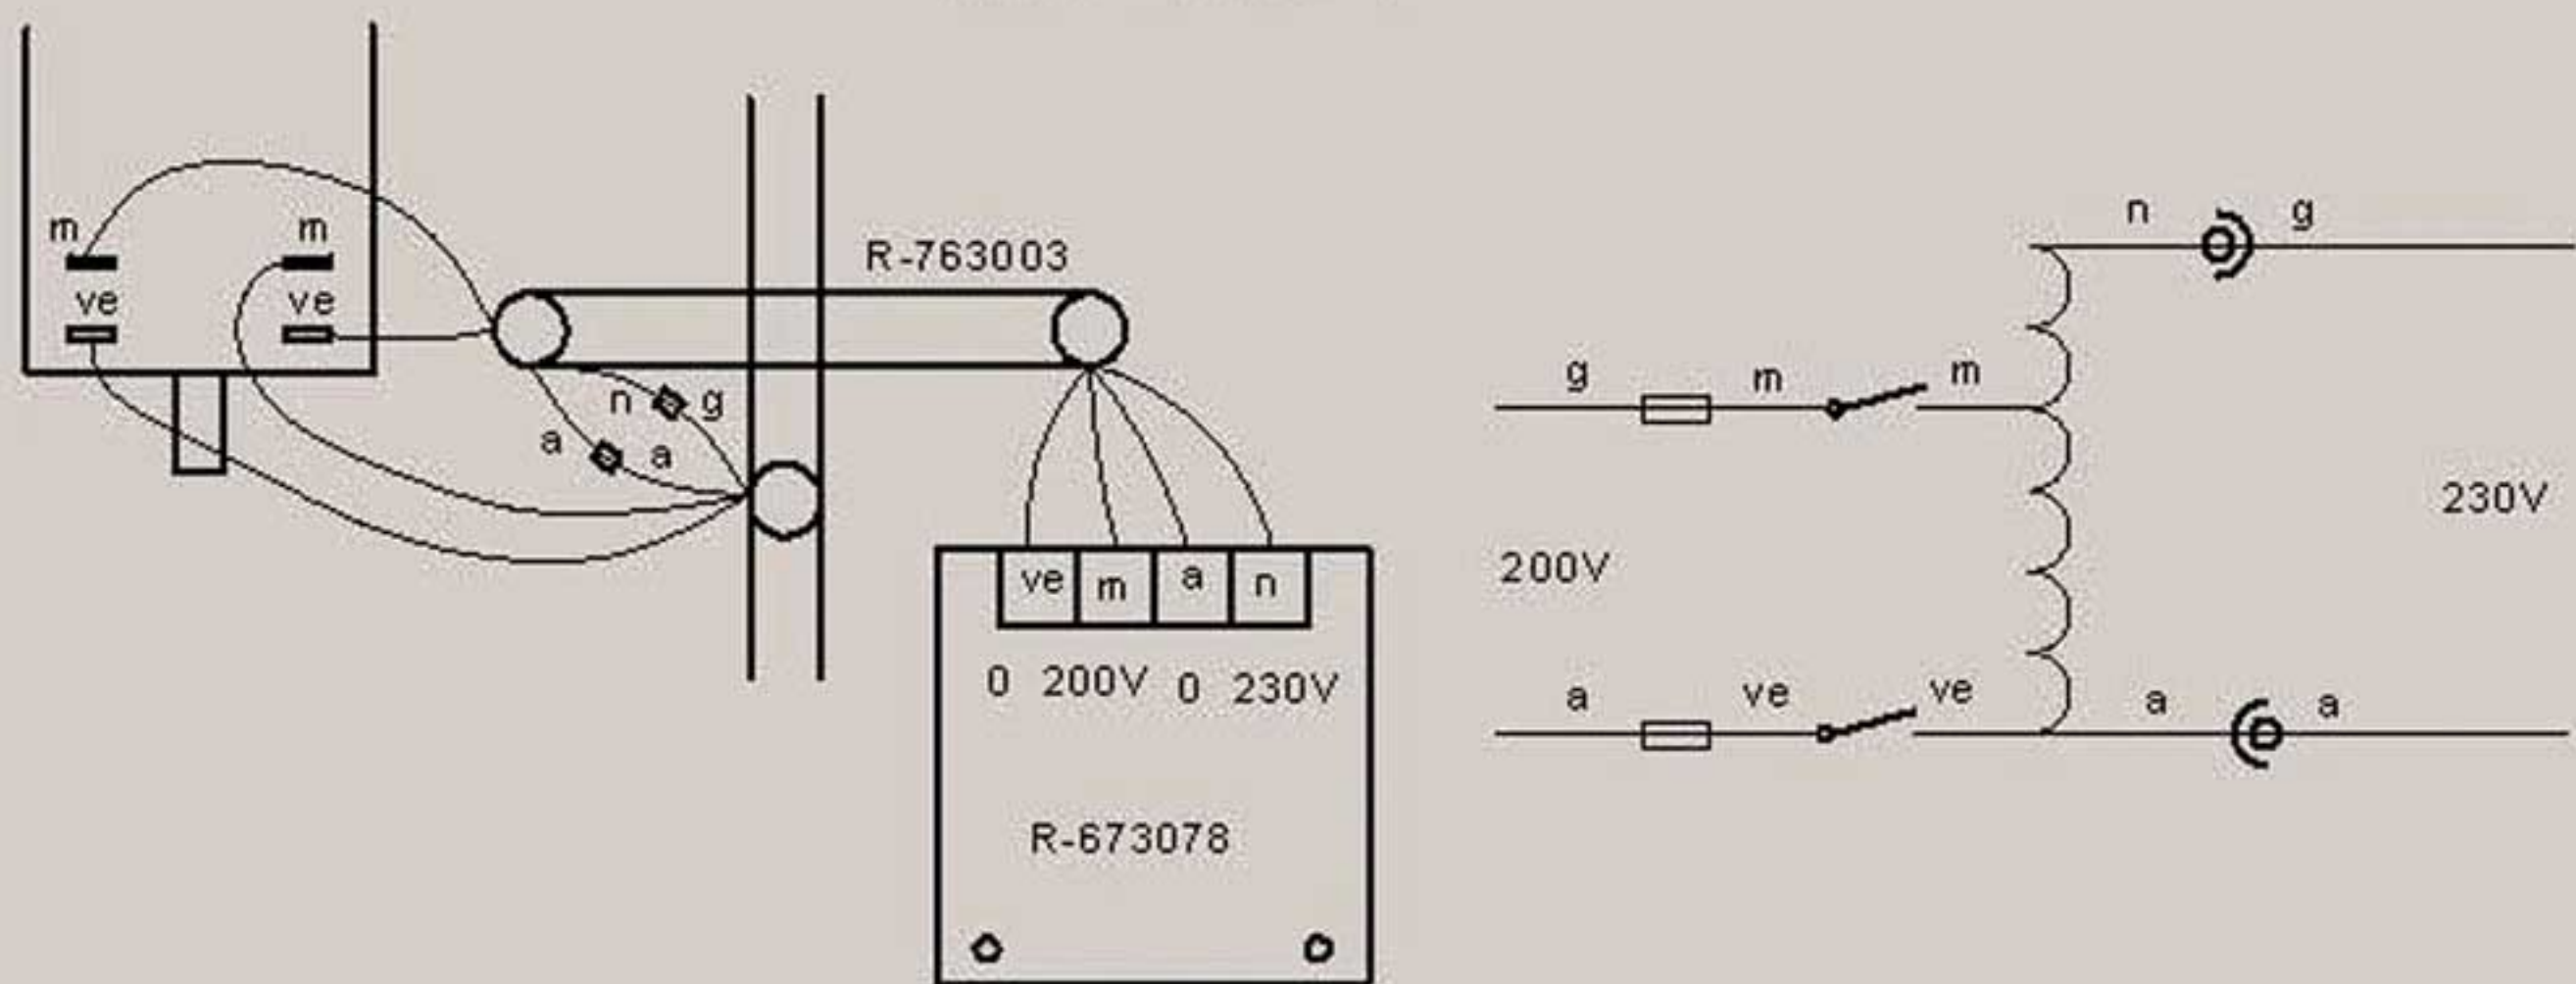 m m
ve ve
R-763003
n g
a a
ve m a n
0 200V 0 230V
R-673078
n g
g m m
230V
200V
a ve ve a a